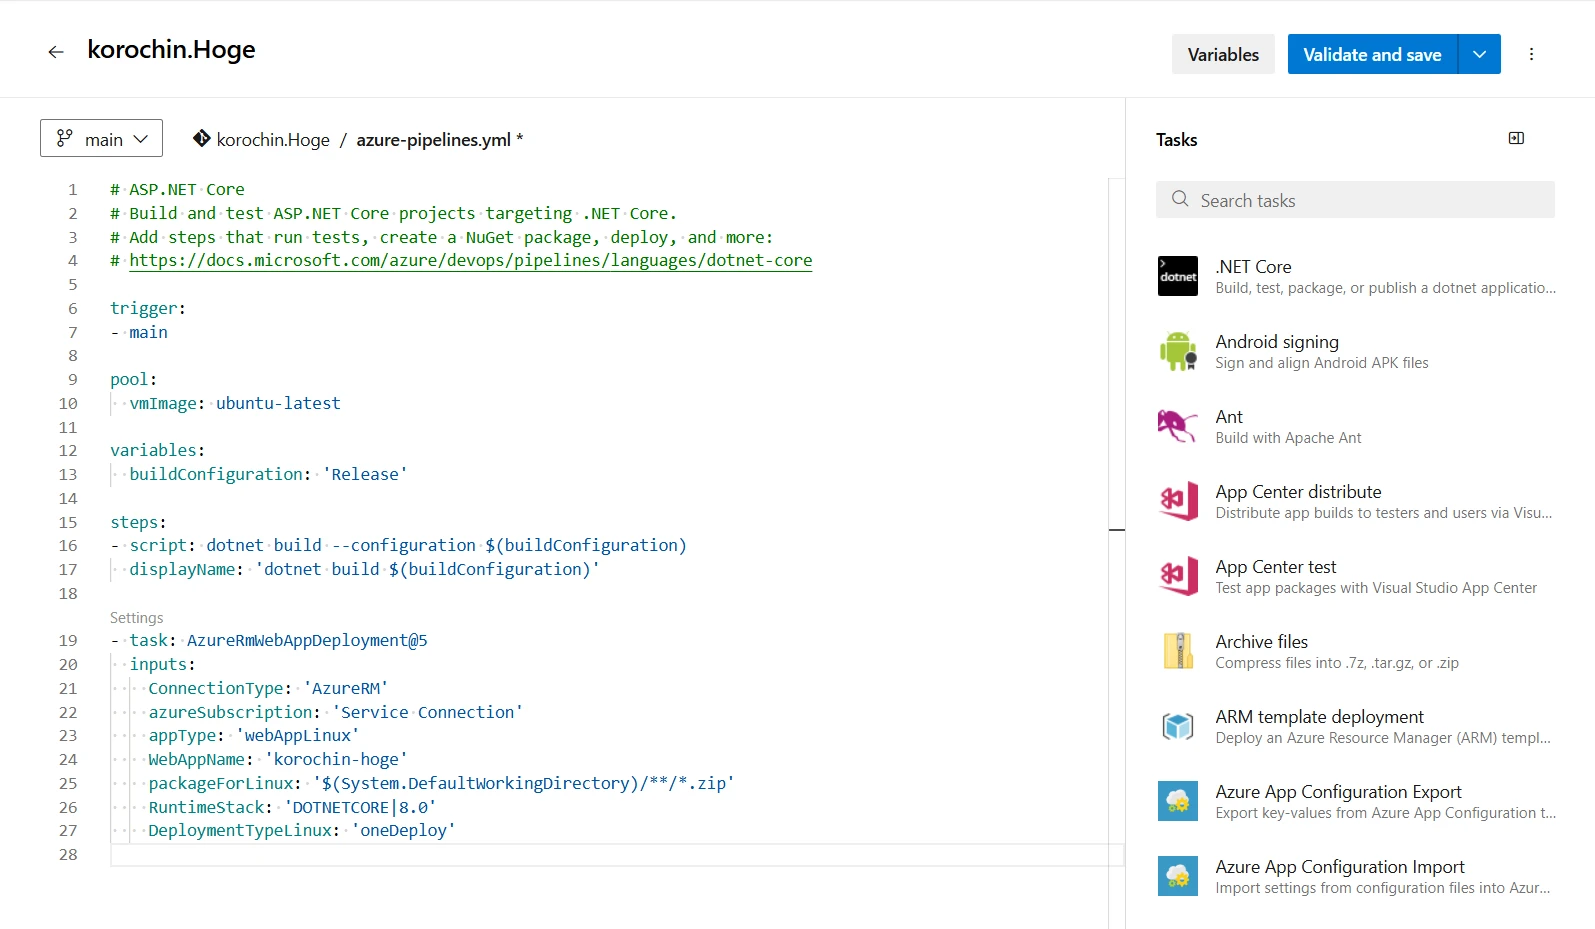 korochin.Hoge
Variables
Validate and save
main
korochin.Hoge / azure-pipelines.yml *
1 # ASP.NET Core
2 # Build and test ASP.NET Core projects targeting .NET Core.
3 # Add steps that run tests, create a NuGet package, deploy, and more:
4 # https://docs.microsoft.com/azure/devops/pipelines/languages/dotnet-core
5
6 trigger:
7 - main
8
9 pool:
10   vmImage: ubuntu-latest
11
12 variables:
13   buildConfiguration: 'Release'
14
15 steps:
16 - script: dotnet build --configuration $(buildConfiguration)
17   displayName: 'dotnet build $(buildConfiguration)'
18
Settings
19 - task: AzureRmWebAppDeployment@5
20   inputs:
21     ConnectionType: 'AzureRM'
22     azureSubscription: 'Service Connection'
23     appType: 'webAppLinux'
24     WebAppName: 'korochin-hoge'
25     packageForLinux: '$(System.DefaultWorkingDirectory)/**/*.zip'
26     RuntimeStack: 'DOTNETCORE|8.0'
27     DeploymentTypeLinux: 'oneDeploy'
28
Tasks
Search tasks
dotnet
.NET Core
Build, test, package, or publish a dotnet applicatio...
Android signing
Sign and align Android APK files
Ant
Build with Apache Ant
App Center distribute
Distribute app builds to testers and users via Visu...
App Center test
Test app packages with Visual Studio App Center
Archive files
Compress files into .7z, .tar.gz, or .zip
ARM template deployment
Deploy an Azure Resource Manager (ARM) templ...
Azure App Configuration Export
Export key-values from Azure App Configuration t...
Azure App Configuration Import
Import settings from configuration files into Azur...